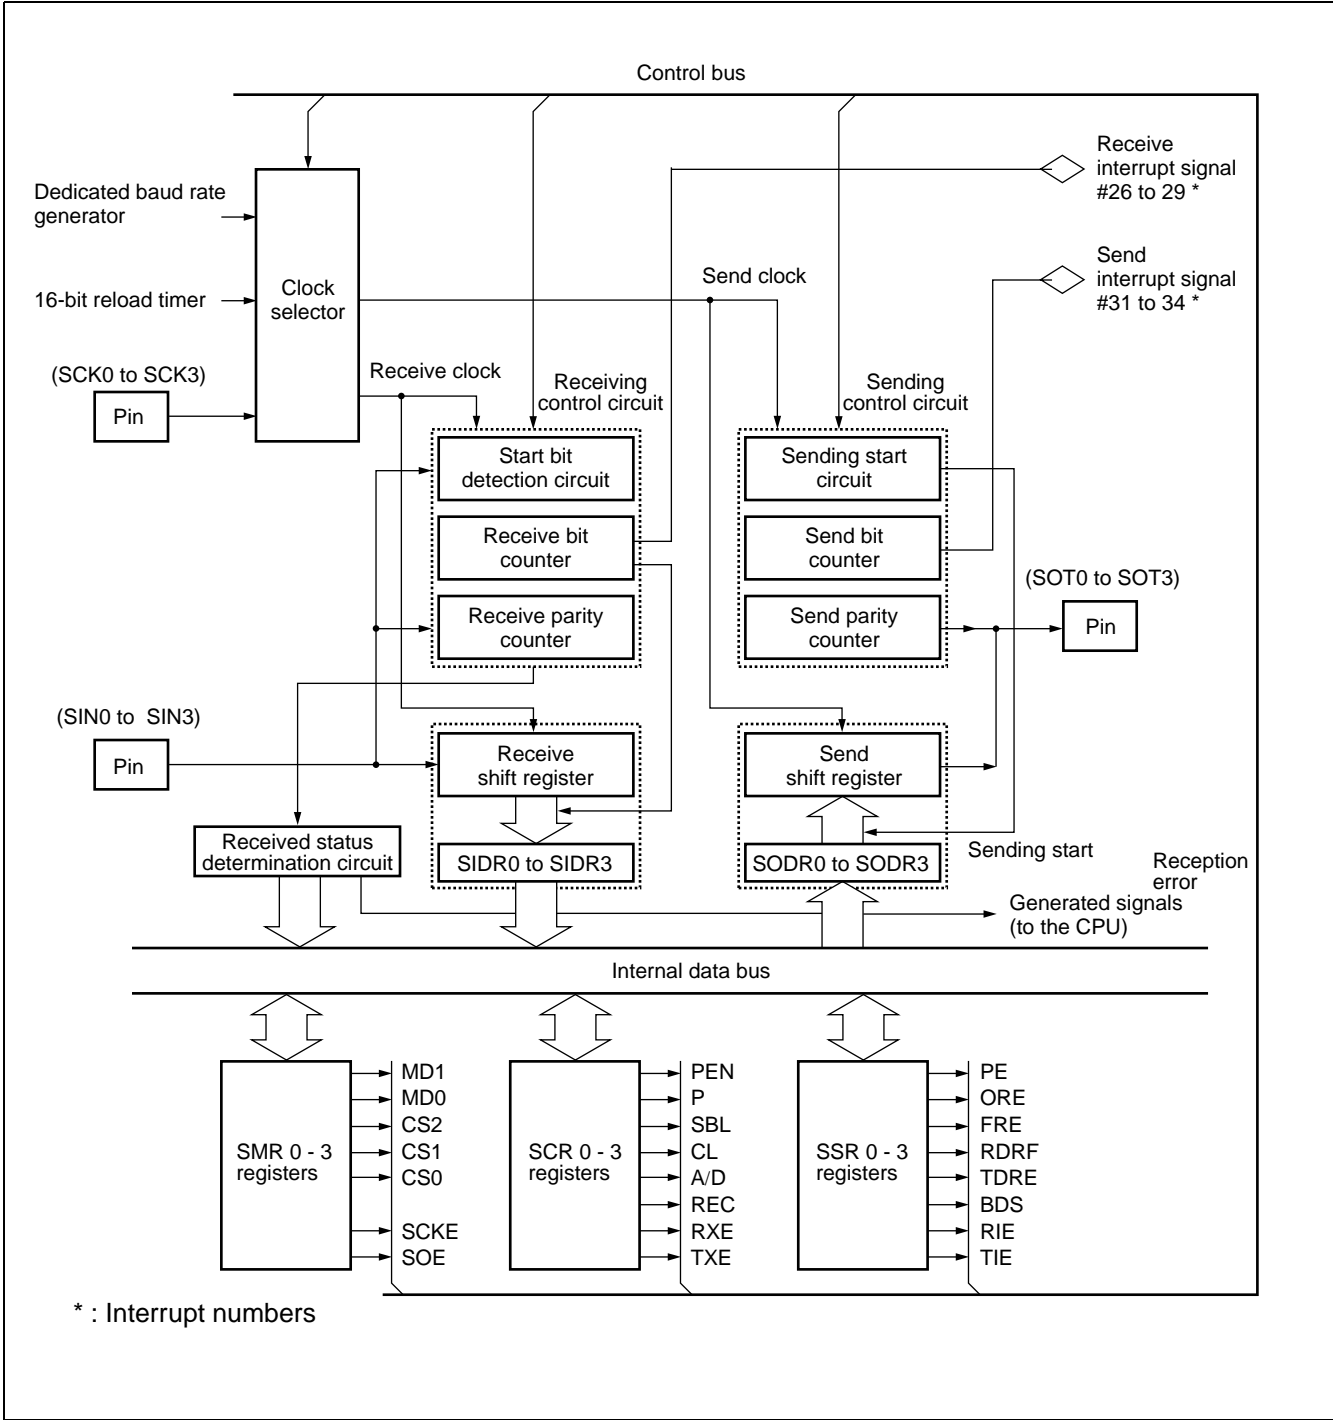 Control bus
Receive
interrupt signal
#26 to 29 *
Dedicated baud rate
generator
Send
interrupt signal
#31 to 34 *
16-bit reload timer
Clock
selector
Send clock
(SCK0 to SCK3)
Pin
Receive clock
Receiving
control circuit
Sending
control circuit
Start bit
detection circuit
Sending start
circuit
Receive bit
counter
Send bit
counter
(SOT0 to SOT3)
Pin
Receive parity
counter
Send parity
counter
(SIN0 to  SIN3)
Pin
Receive
shift register
Send
shift register
Received status
determination circuit
SIDR0 to SIDR3
SODR0 to SODR3
Sending start
Reception
error
Generated signals
(to the CPU)
Internal data bus
SMR 0 - 3
registers
MD1
MD0
CS2
CS1
CS0
SCKE
SOE
SCR 0 - 3
registers
PEN
P
SBL
CL
A/D
REC
RXE
TXE
SSR 0 - 3
registers
PE
ORE
FRE
RDRF
TDRE
BDS
RIE
TIE
* : Interrupt numbers